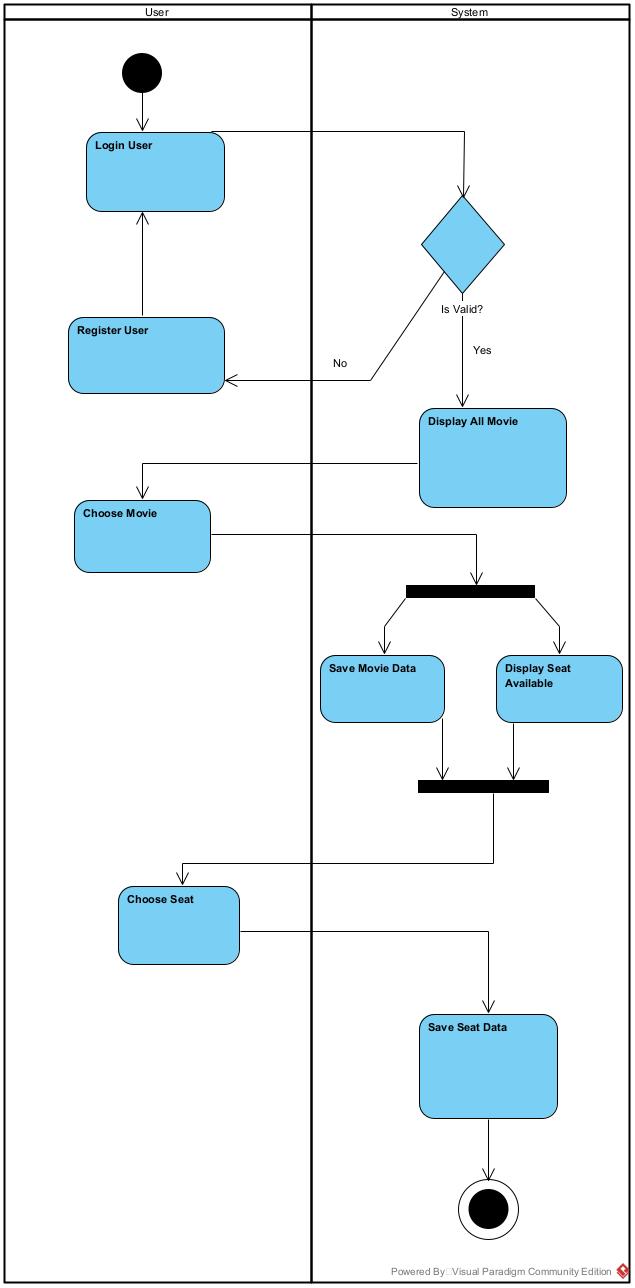 User
System
Login User
Is Valid?
Register User
No
Yes
Display All Movie
Choose Movie
Save Movie Data
Display Seat
Available
Choose Seat
Save Seat Data
Powered By Visual Paradigm Community Edition